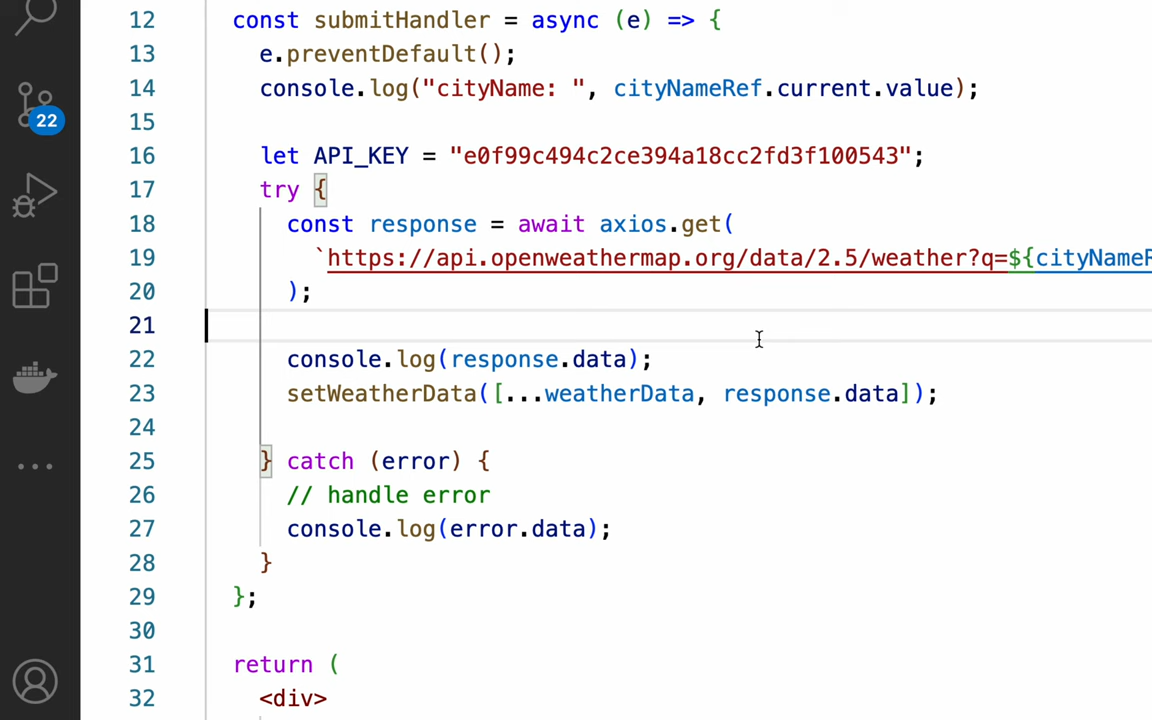 12 const submitHandler = async (e) => {
13 e.preventDefault();
14 console.log("cityName: ", cityNameRef.current.value);
15
16 let API_KEY = "e0f99c494c2ce394a18cc2fd3f100543";
17 try {
18 const response = await axios.get(
19 `https://api.openweathermap.org/data/2.5/weather?q=${cityNameR
20 );
21
22 console.log(response.data);
23 setWeatherData([...weatherData, response.data]);
24
25 } catch (error) {
26 // handle error
27 console.log(error.data);
28 }
29 };
30
31 return (
32 <div>
22